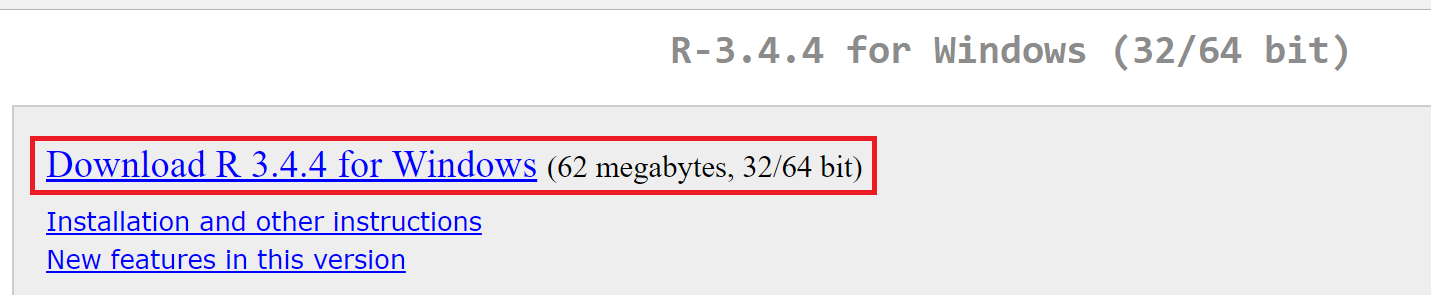 R-3.4.4 for Windows (32/64 bit)
Download R 3.4.4 for Windows (62 megabytes, 32/64 bit)
Installation and other instructions
New features in this version